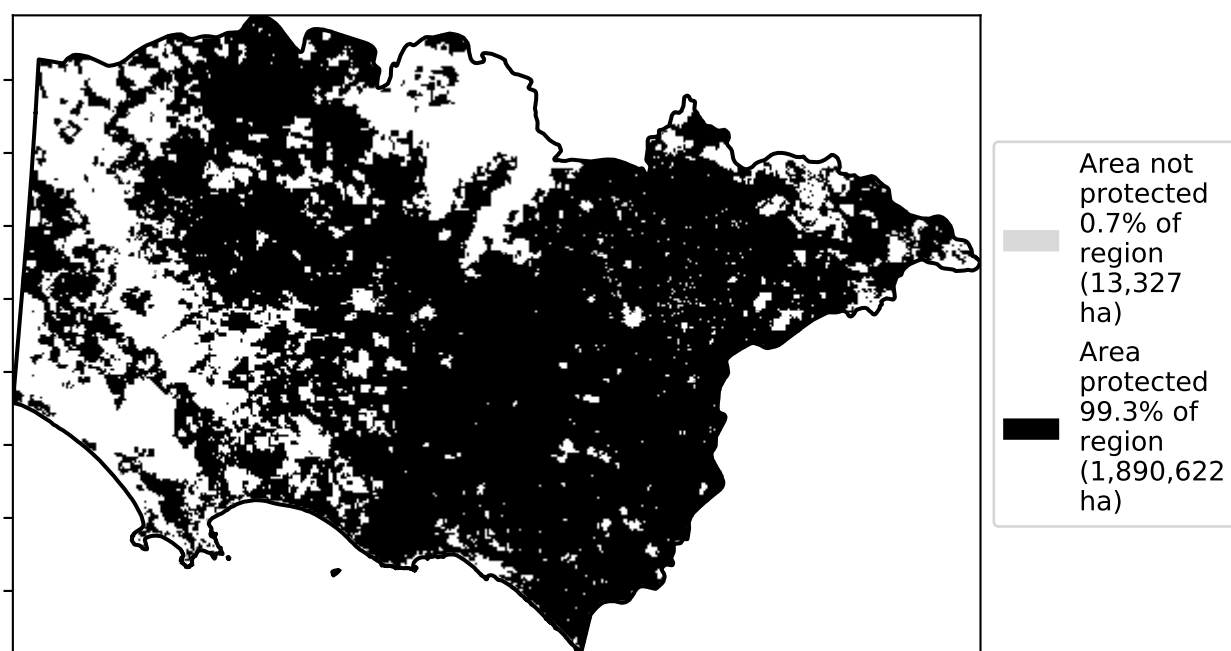 Area not
protected
0.7% of
region
(13,327
ha)
Area
protected
99.3% of
region
(1,890,622
ha)